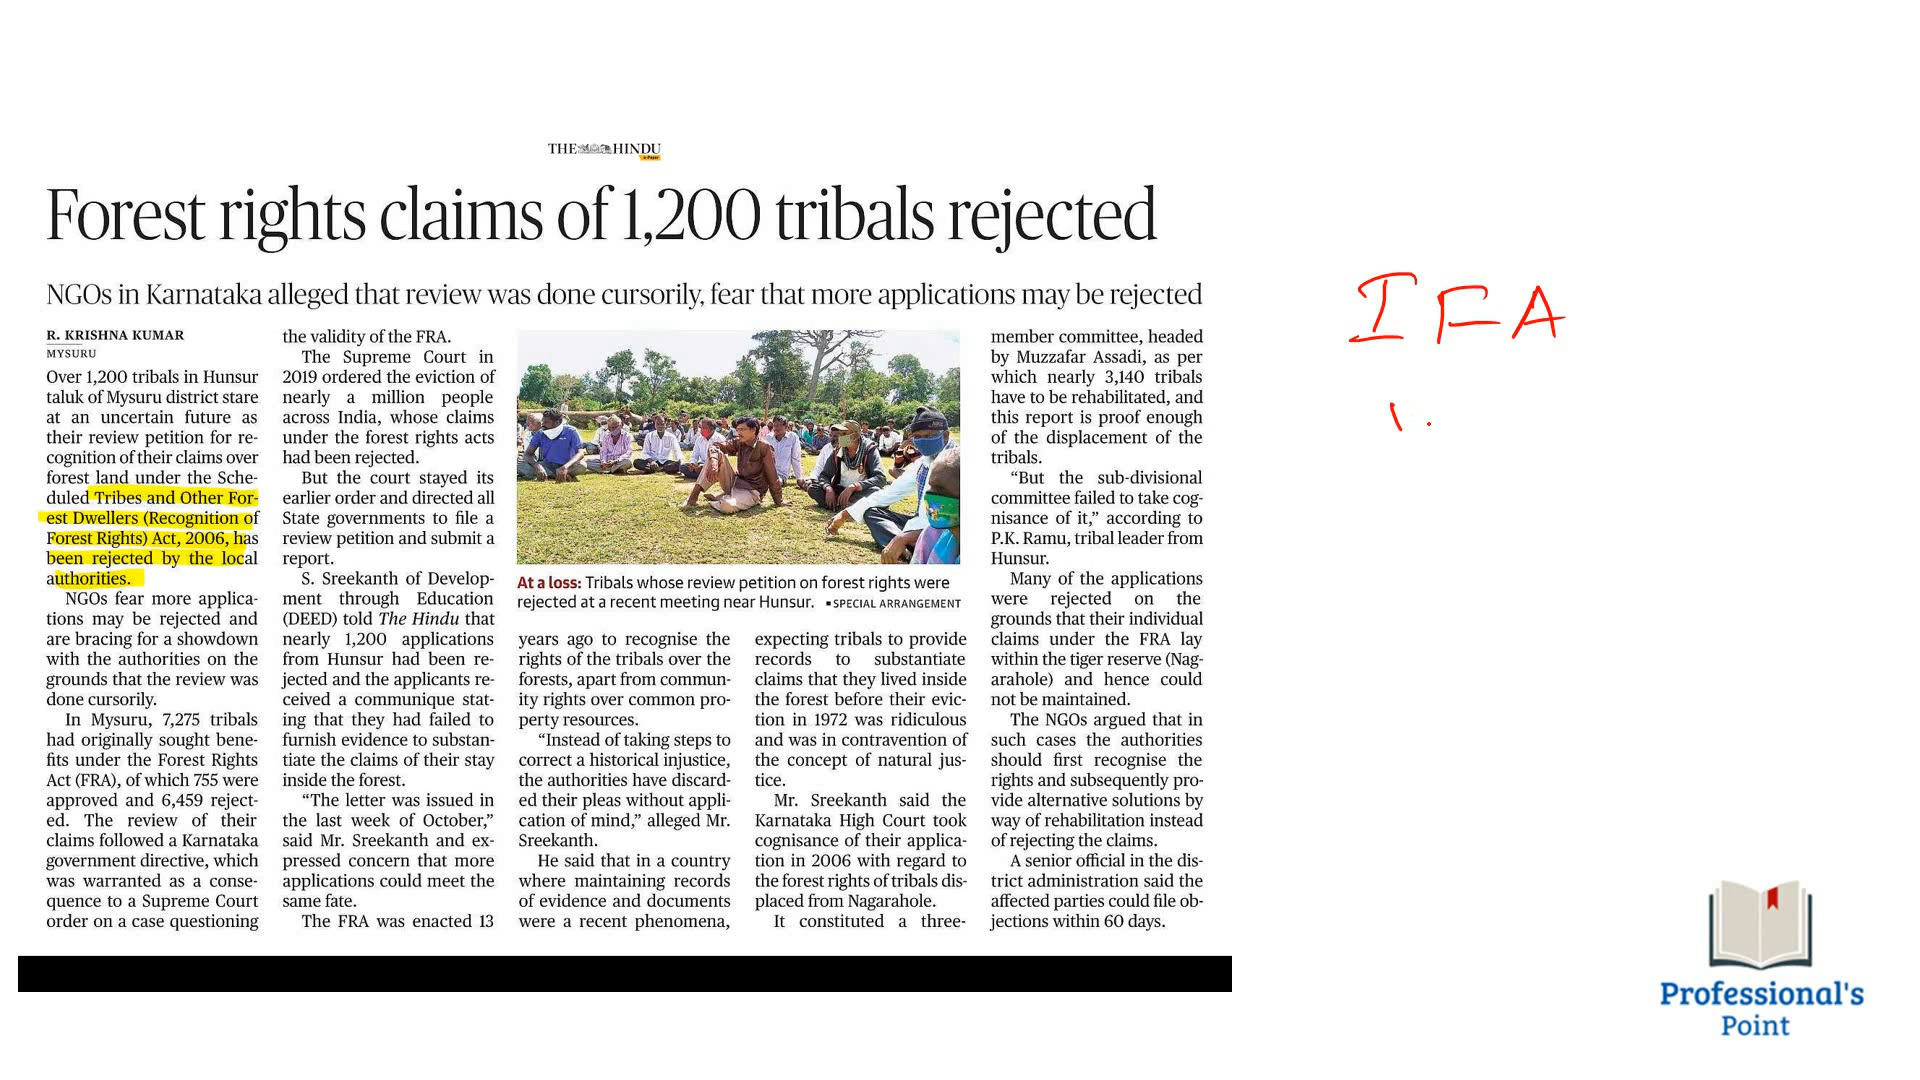 THE HINDU
e-Paper
Forest rights claims of 1,200 tribals rejected
NGOs in Karnataka alleged that review was done cursorily, fear that more applications may be rejected
R. KRISHNA KUMAR
MYSURU
Over 1,200 tribals in Hunsur
taluk of Mysuru district stare
at an uncertain future as
their review petition for re-
cognition of their claims over
forest land under the Sche-
duled Tribes and Other For-
est Dwellers (Recognition of
Forest Rights) Act, 2006, has
been rejected by the local
authorities.
NGOs fear more applica-
tions may be rejected and
are bracing for a showdown
with the authorities on the
grounds that the review was
done cursorily.
In Mysuru, 7,275 tribals
had originally sought bene-
fits under the Forest Rights
Act (FRA), of which 755 were
approved and 6,459 reject-
ed. The review of their
claims followed a Karnataka
government directive, which
was warranted as a conse-
quence to a Supreme Court
order on a case questioning
the validity of the FRA.
The Supreme Court in
2019 ordered the eviction of
nearly a million people
across India, whose claims
under the forest rights acts
had been rejected.
But the court stayed its
earlier order and directed all
State governments to file a
review petition and submit a
report.
S. Sreekanth of Develop-
ment through Education
(DEED) told The Hindu that
nearly 1,200 applications
from Hunsur had been re-
jected and the applicants re-
ceived a communique stat-
ing that they had failed to
furnish evidence to substan-
tiate the claims of their stay
inside the forest.
“The letter was issued in
the last week of October,”
said Mr. Sreekanth and ex-
pressed concern that more
applications could meet the
same fate.
The FRA was enacted 13
At a loss: Tribals whose review petition on forest rights were
rejected at a recent meeting near Hunsur. ▪SPECIAL ARRANGEMENT
years ago to recognise the
rights of the tribals over the
forests, apart from commun-
ity rights over common pro-
perty resources.
“Instead of taking steps to
correct a historical injustice,
the authorities have discard-
ed their pleas without appli-
cation of mind,” alleged Mr.
Sreekanth.
He said that in a country
where maintaining records
of evidence and documents
were a recent phenomena,
expecting tribals to provide
records to substantiate
claims that they lived inside
the forest before their evic-
tion in 1972 was ridiculous
and was in contravention of
the concept of natural jus-
tice.
Mr. Sreekanth said the
Karnataka High Court took
cognisance of their applica-
tion in 2006 with regard to
the forest rights of tribals dis-
placed from Nagarahole.
It constituted a three-
member committee, headed
by Muzzafar Assadi, as per
which nearly 3,140 tribals
have to be rehabilitated, and
this report is proof enough
of the displacement of the
tribals.
“But the sub-divisional
committee failed to take cog-
nisance of it,” according to
P.K. Ramu, tribal leader from
Hunsur.
Many of the applications
were rejected on the
grounds that their individual
claims under the FRA lay
within the tiger reserve (Nag-
arahole) and hence could
not be maintained.
The NGOs argued that in
such cases the authorities
should first recognise the
rights and subsequently pro-
vide alternative solutions by
way of rehabilitation instead
of rejecting the claims.
A senior official in the dis-
trict administration said the
affected parties could file ob-
jections within 60 days.
IFA
Professional's
Point